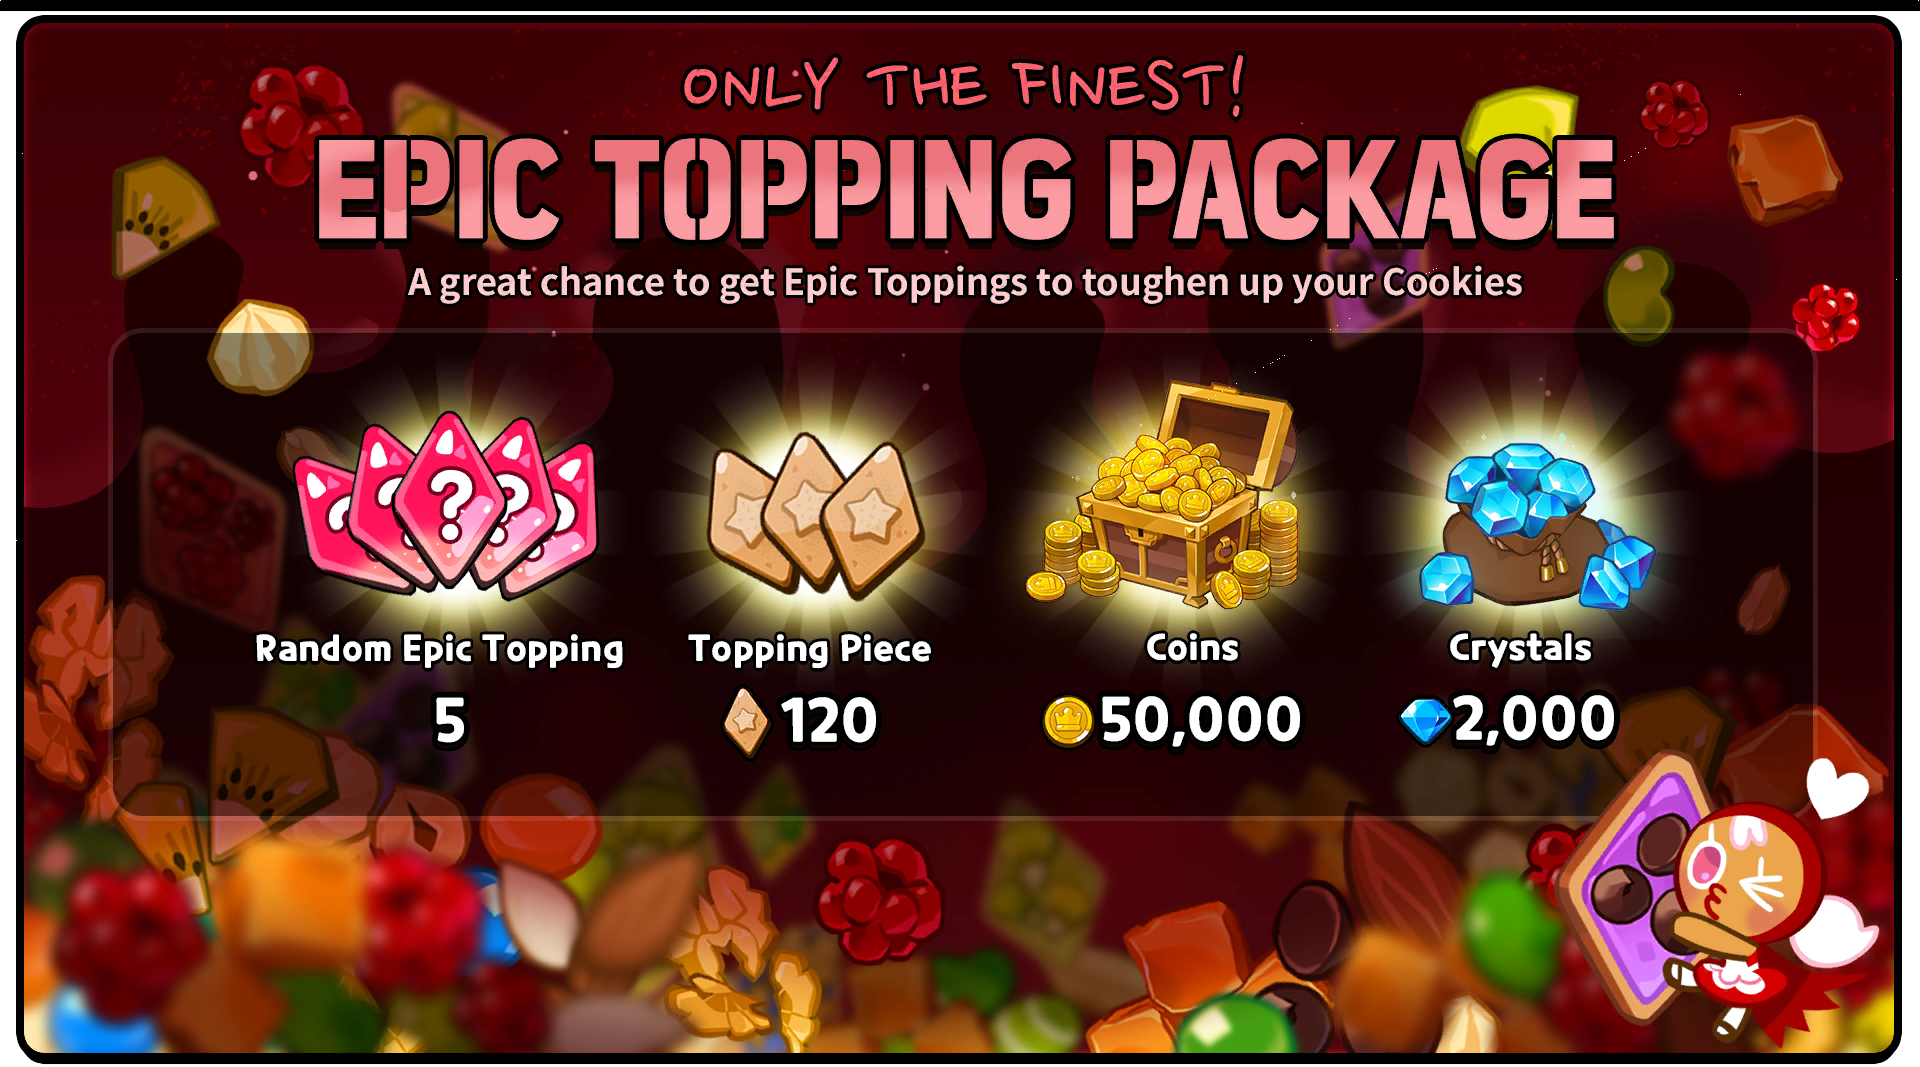 ONLY THE FINEST!
EPIC TOPPING PACKAGE
A great chance to get Epic Toppings to toughen up your Cookies
? ? ? ? ?
Random Epic Topping
5
Topping Piece
120
Coins
50,000
Crystals
2,000